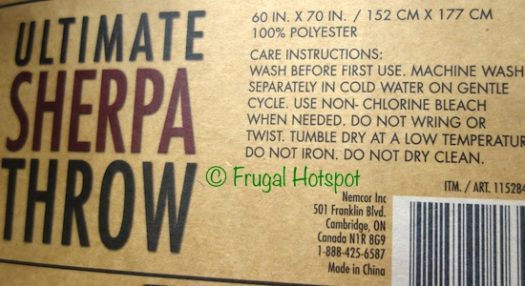 ULTIMATE
SHERPA
THROW
60 IN. X 70 IN. / 152 CM X 177 CM
100% POLYESTER
CARE INSTRUCTIONS:
WASH BEFORE FIRST USE. MACHINE WASH
SEPARATELY IN COLD WATER ON GENTLE
CYCLE. USE NON- CHLORINE BLEACH
WHEN NEEDED. DO NOT WRING OR
TWIST. TUMBLE DRY AT A LOW TEMPERATUR
DO NOT IRON. DO NOT DRY CLEAN.
© Frugal Hotspot
ITM. / ART. 115284
Nemcor Inc
501 Franklin Blvd.
Cambridge, ON
Canada N1R 8G9
1-888-425-6587
Made in China